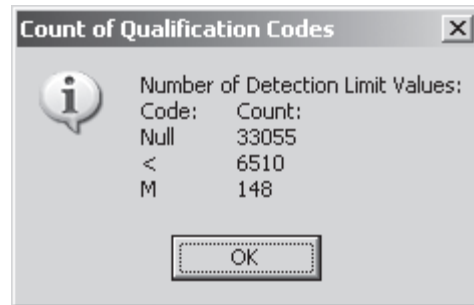 Count of Qualification Codes
Number of Detection Limit Values:
Code: Count:
Null 33055
< 6510
M 148
OK